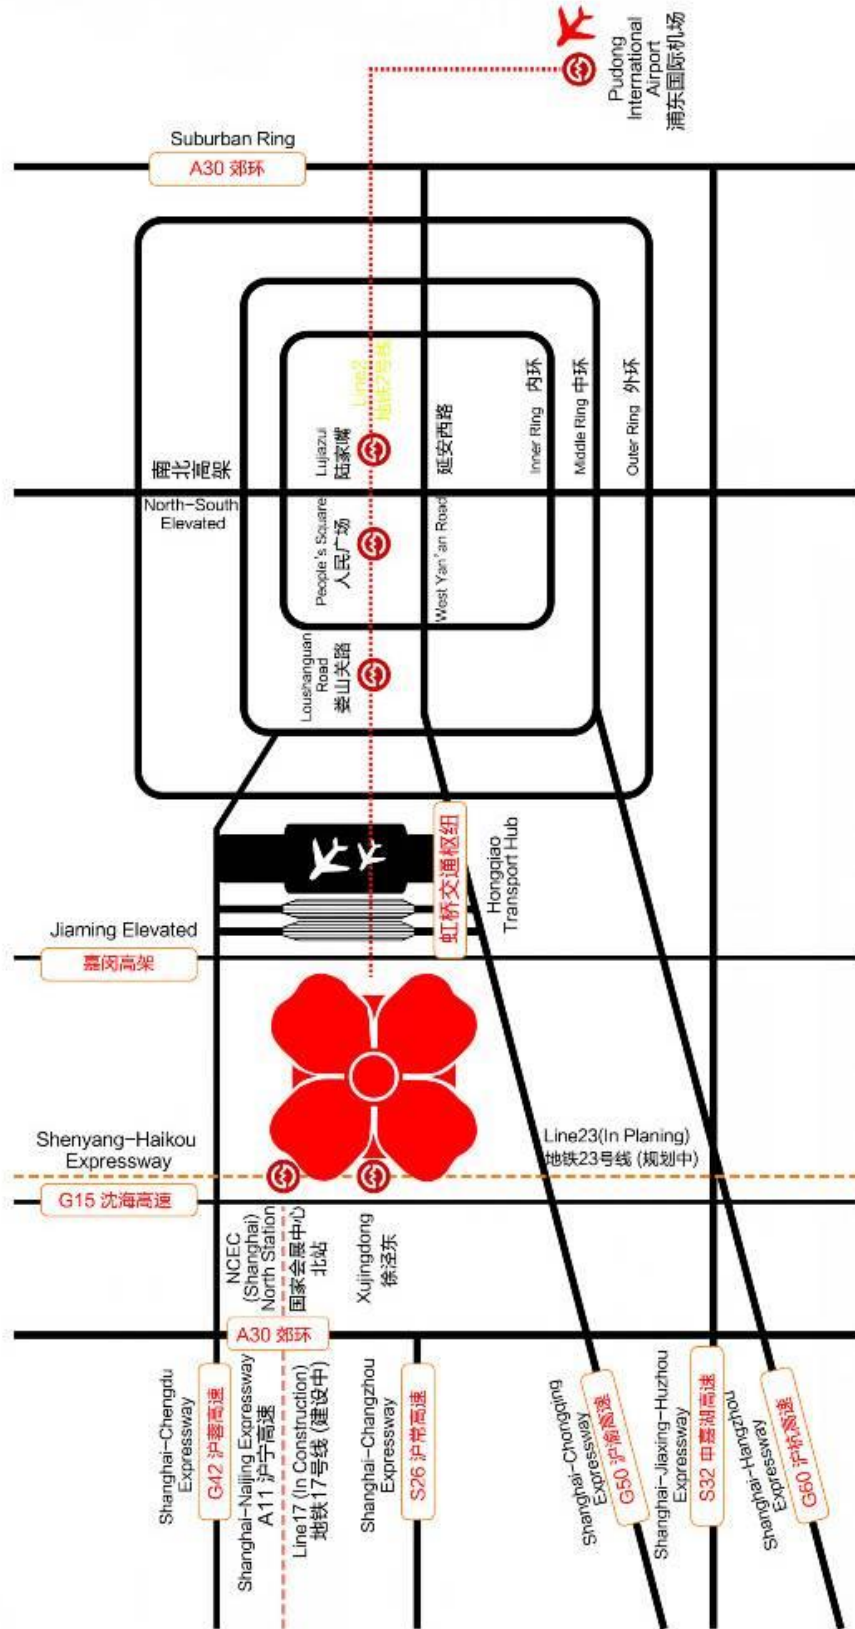 Pudong
International
Airport
浦东国际机场
Suburban Ring
A30 郊环
Line2
地铁2号线
Lujiazui
陆家嘴
延安西路
Inner Ring 内环
Middle Ring 中环
Outer Ring 外环
南北高架
North-South
Elevated
People's Square
人民广场
West Yan'an Road
Loushanguan
Road
娄山关路
虹桥交通枢纽
Hongqiao
Transport Hub
Jiaming Elevated
嘉闵高架
Shenyang-Haikou
Expressway
G15 沈海高速
Line23(In Planing)
地铁23号线 (规划中)
NCEC
(Shanghai)
North Station
国家会展中心
北站
Xujingdong
徐泾东
A30 郊环
Shanghai-Chengdu
Expressway
G42 沪蓉高速
Shanghai-Naijing Expressway
A11 沪宁高速
Line17 (In Construction)
地铁17号线 (建设中)
Shanghai-Changzhou
Expressway
S26 沪常高速
Shanghai-Chongqing
Expressway
G50 沪渝高速
Shanghai-Jiaxing-Huzhou
Expressway
S32 申嘉湖高速
Shanghai-Hangzhou
Expressway
G60 沪杭高速